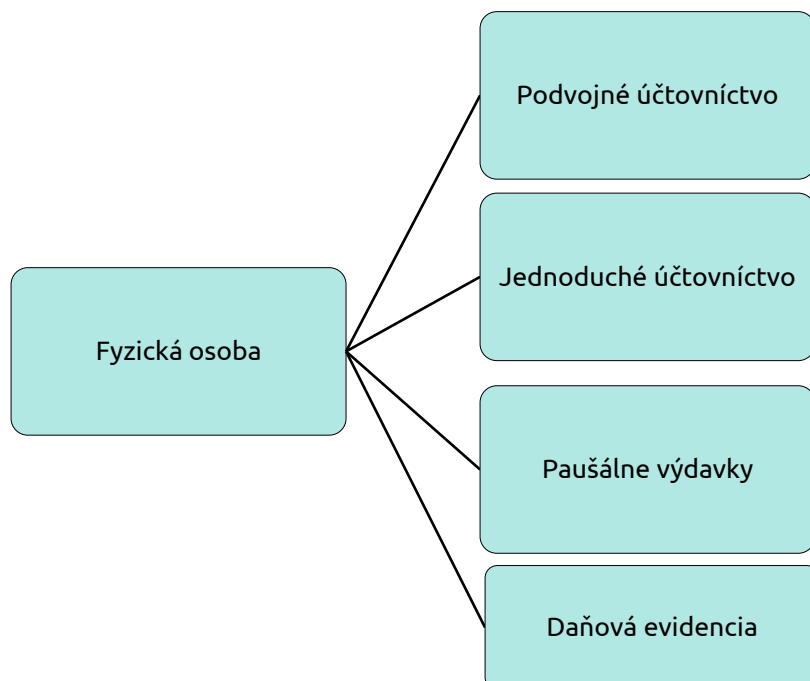 Podvojné účtovníctvo
Jednoduché účtovníctvo
Fyzická osoba
Paušálne výdavky
Daňová evidencia